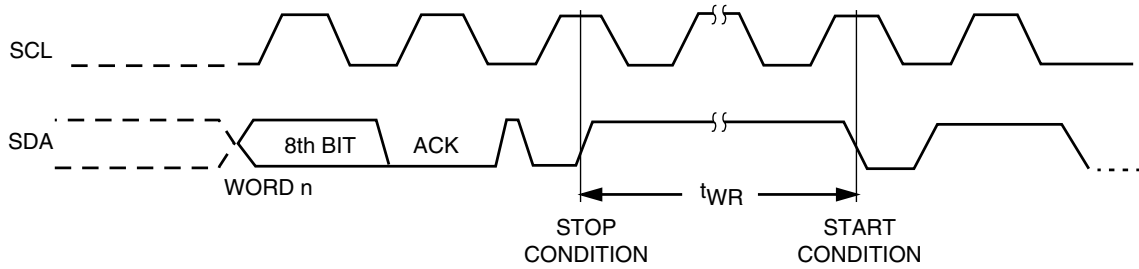 SCL
SDA
8th BIT
ACK
WORD n
tWR
STOP
CONDITION
START
CONDITION